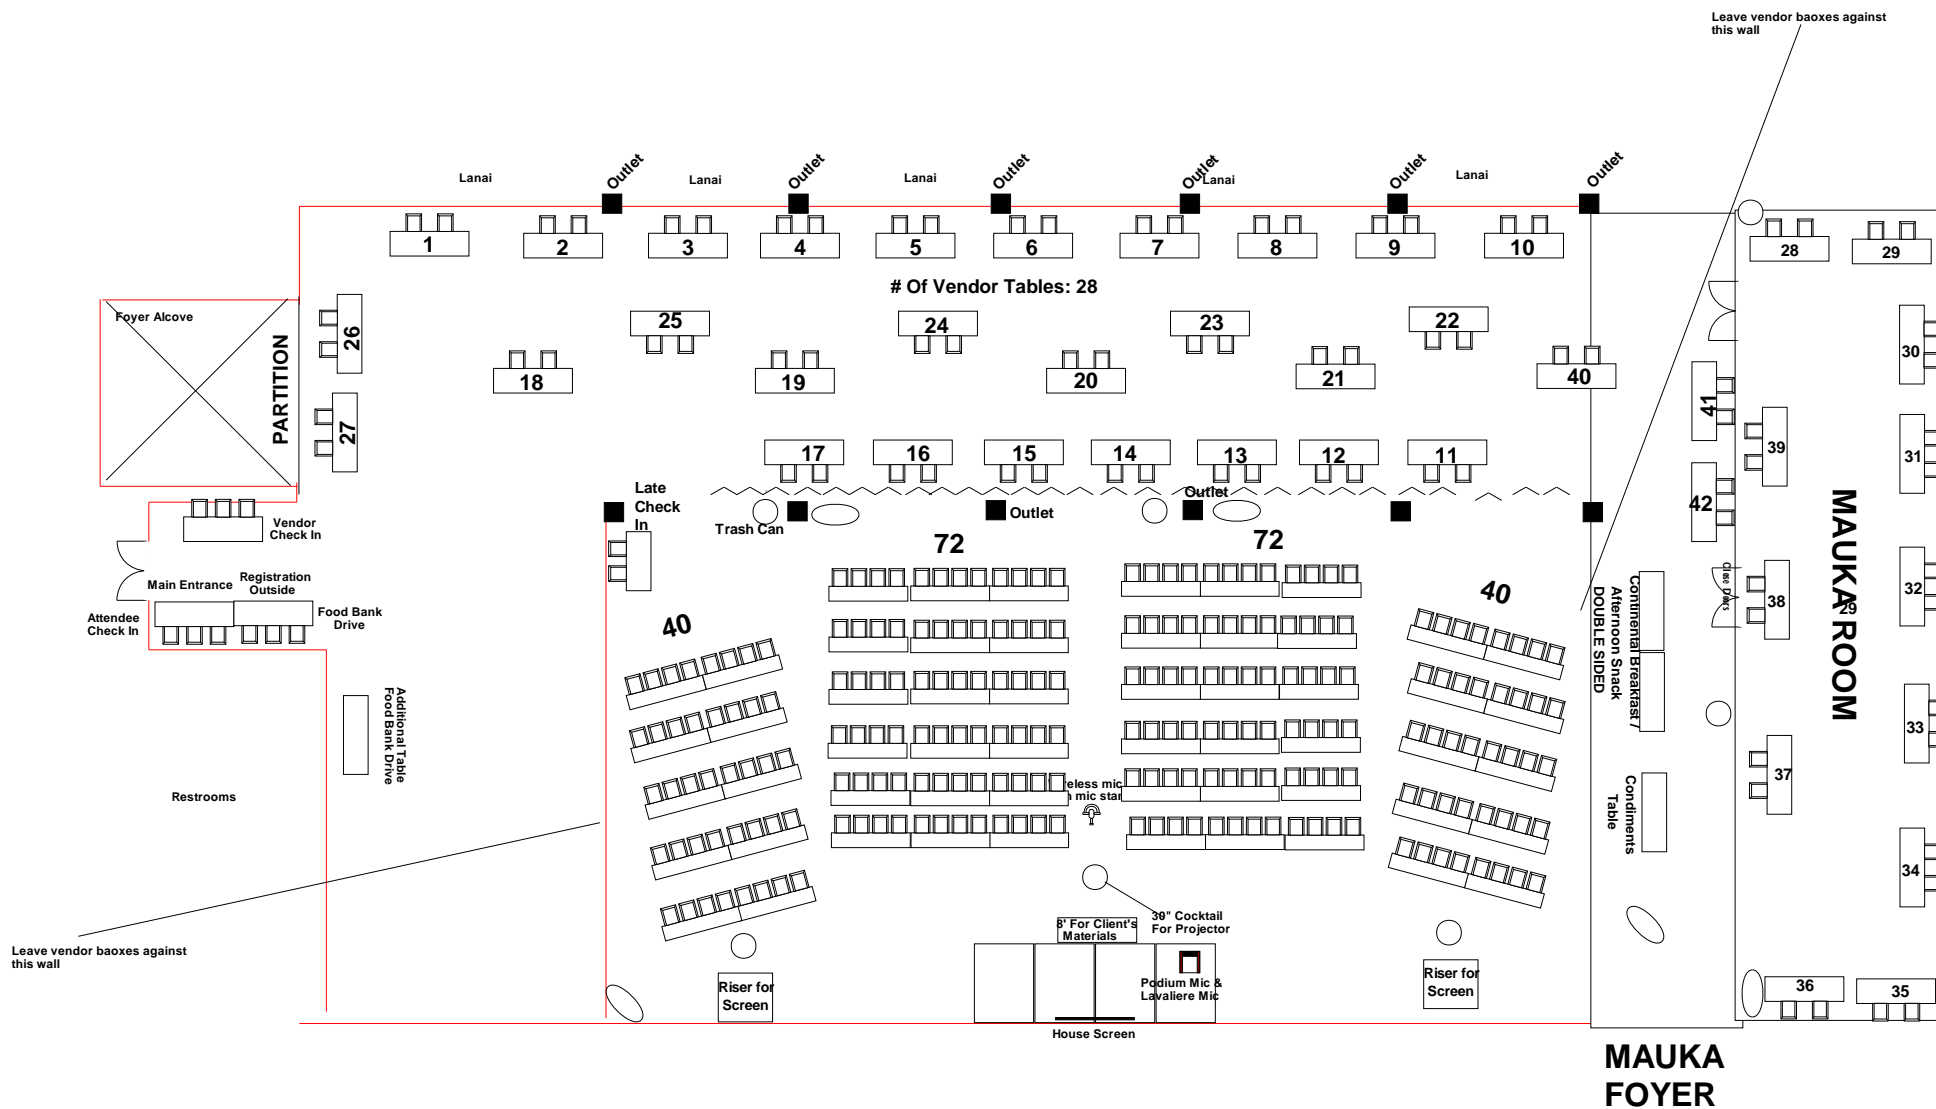 Leave vendor baoxes against
this wall
Outlet
Outlet
Outlet
Outlet
Outlet
Outlet
Lanai
Lanai
Lanai
Lanai
Lanai
1
2
3
4
5
6
7
8
9
10
28
29
# Of Vendor Tables: 28
Foyer Alcove
PARTITION
26
27
25
24
23
22
18
19
20
21
40
41
42
39
30
31
17
16
15
14
13
12
11
Late
Check
In
Trash Can
Outlet
Outlet
Vendor
Check In
Main Entrance
Registration
Outside
Attendee
Check In
Food Bank
Drive
Additional Table
Food Bank Drive
Restrooms
72
72
40
40
Continental Breakfast /
Afternoon Snack
DOUBLE SIDED
Condiments
Table
Close Doors
38
37
MAUKA ROOM
29
32
33
34
36
35
reless mic
mic star
30" Cocktail
For Projector
8' For Client's
Materials
Podium Mic &
Lavaliere Mic
House Screen
Riser for
Screen
Riser for
Screen
Leave vendor baoxes against
this wall
MAUKA
FOYER